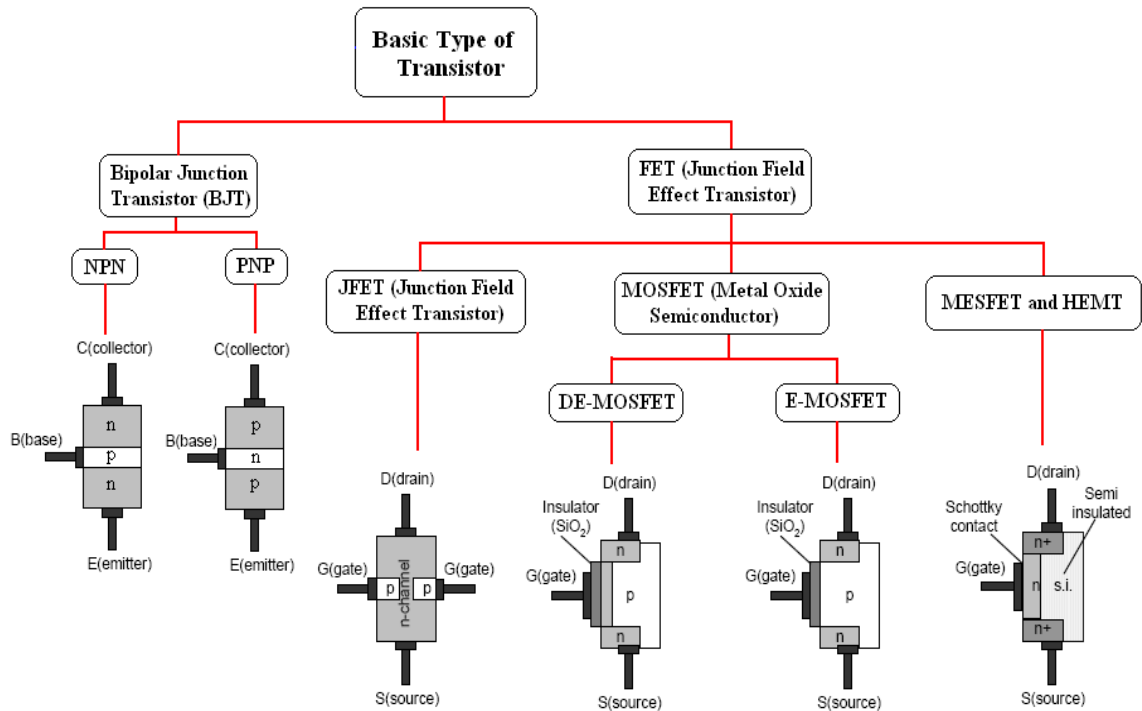 Basic Type of
Transistor
Bipolar Junction
Transistor (BJT)
FET (Junction Field
Effect Transistor)
NPN
PNP
JFET (Junction Field
Effect Transistor)
MOSFET (Metal Oxide
Semiconductor)
MESFET and HEMT
DE-MOSFET
E-MOSFET
C(collector)
n
B(base)
p
n
E(emitter)
C(collector)
p
B(base)
n
p
E(emitter)
D(drain)
G(gate)
p
n-channel
p
G(gate)
S(source)
D(drain)
Insulator
(SiO2)
n
G(gate)
p
n
S(source)
D(drain)
Insulator
(SiO2)
n
G(gate)
p
n
S(source)
D(drain)
Schottky
contact
Semi
insulated
n+
G(gate)
n
s.i.
n+
S(source)